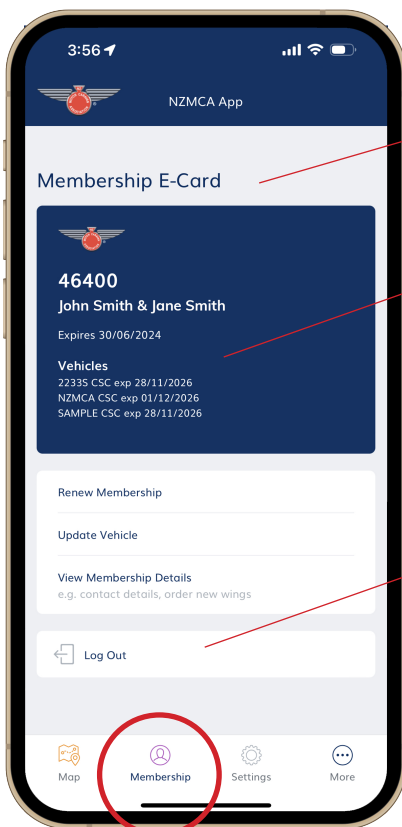 3:56
NZMCA App
Membership E-Card
46400
John Smith & Jane Smith
Expires 30/06/2024
Vehicles
2233S CSC exp 28/11/2026
NZMCA CSC exp 01/12/2026
SAMPLE CSC exp 28/11/2026
Renew Membership
Update Vehicle
View Membership Details
e.g. contact details, order new wings
Log Out
Map
Membership
Settings
More